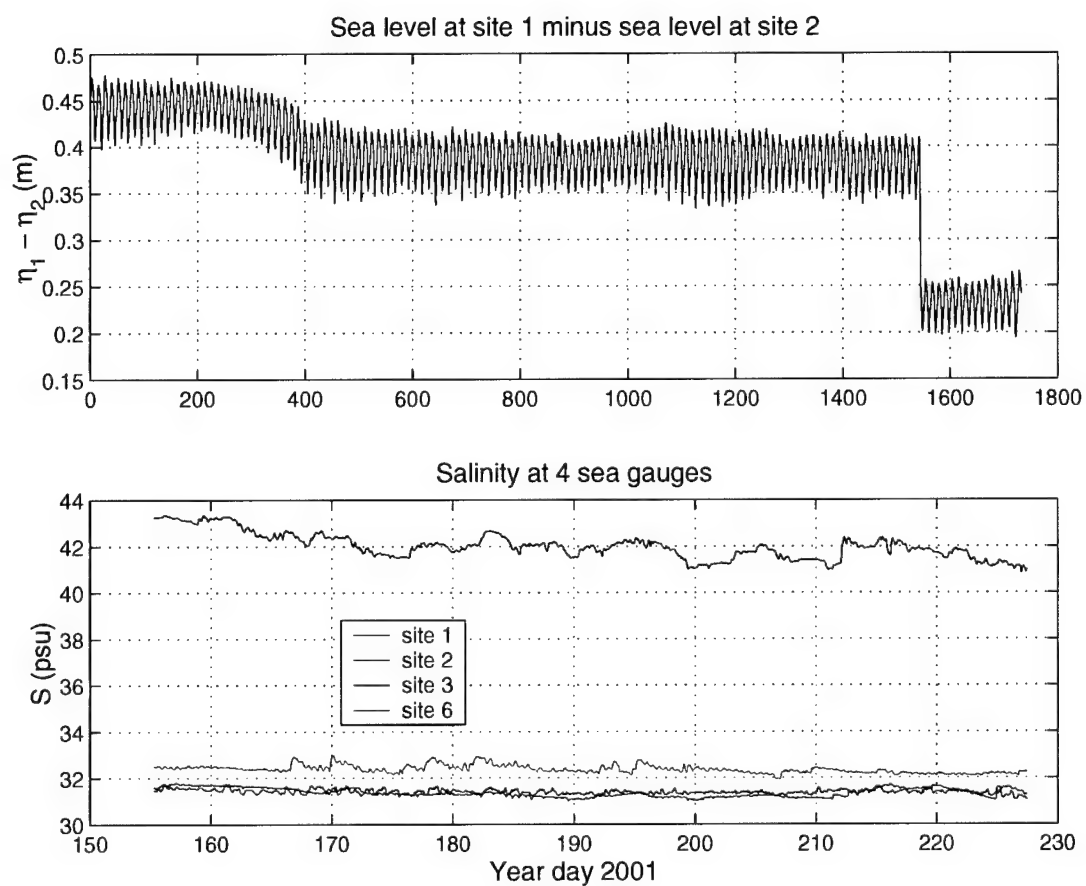 Sea level at site 1 minus sea level at site 2
η1 − η2 (m)
0.5
0.45
0.4
0.35
0.3
0.25
0.2
0.15
0 200 400 600 800 1000 1200 1400 1600 1800
Salinity at 4 sea gauges
S (psu)
44
42
40
38
36
34
32
30
site 1
site 2
site 3
site 6
150 160 170 180 190 200 210 220 230
Year day 2001